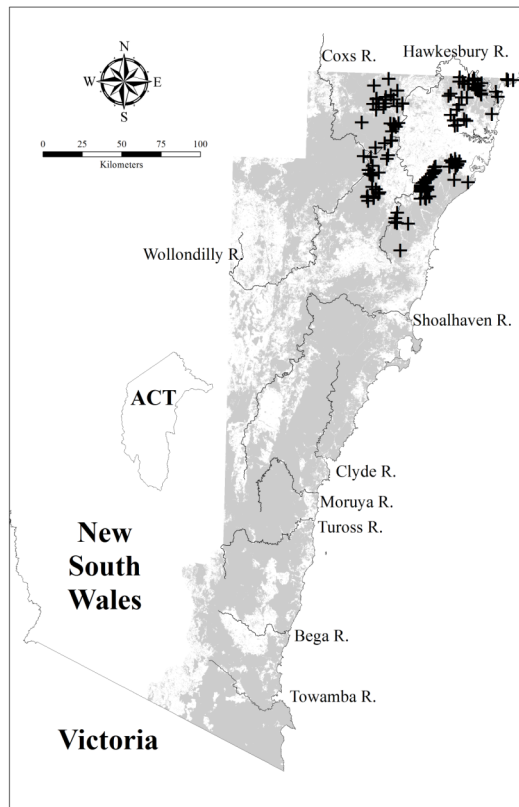 Coxs R.
Hawkesbury R.
N
W E
S
0 25 50 100
Kilometers
Wollondilly R.
Shoalhaven R.
ACT
Clyde R.
Moruya R.
Tuross R.
New
South
Wales
Bega R.
Towamba R.
Victoria